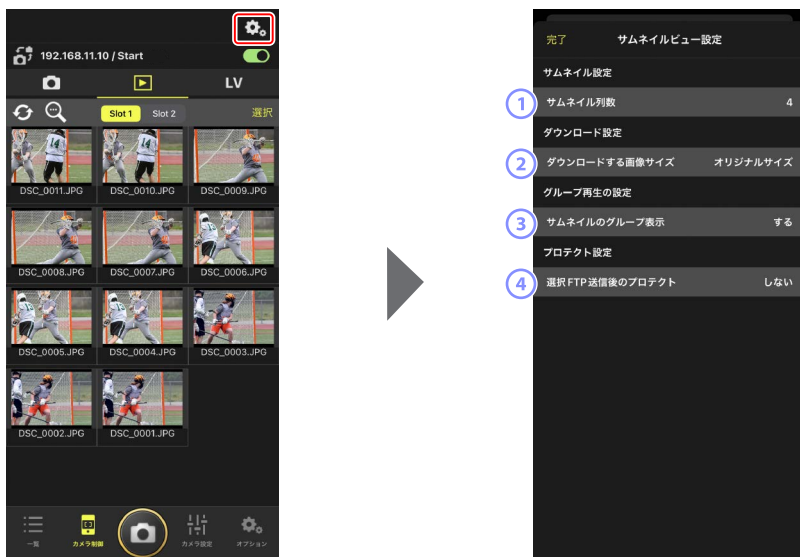 192.168.11.10 / Start
LV
Slot 1 Slot 2 選択
DSC_0011.JPG DSC_0010.JPG DSC_0009.JPG
DSC_0008.JPG DSC_0007.JPG DSC_0006.JPG
DSC_0005.JPG DSC_0004.JPG DSC_0003.JPG
DSC_0002.JPG DSC_0001.JPG
一覧 カメラ制御 カメラ設定 オプション
完了 サムネイルビュー設定
サムネイル設定
1 サムネイル列数 4
ダウンロード設定
2 ダウンロードする画像サイズ オリジナルサイズ
グループ再生の設定
3 サムネイルのグループ表示 する
プロテクト設定
4 選択FTP送信後のプロテクト しない